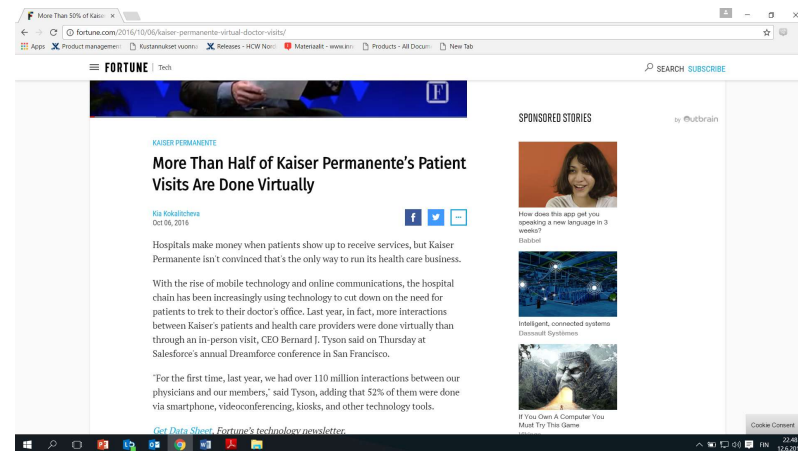 More Than 50% of Kaiser
fortune.com/2016/10/06/kaiser-permanente-virtual-doctor-visits/
Apps Product management Kustannukset vuonna Releases - HCW Nord Materiaalit - www.inn Products - All Docum New Tab
FORTUNE | Tech
SEARCH SUBSCRIBE
F
KAISER PERMANENTE
More Than Half of Kaiser Permanente's Patient
Visits Are Done Virtually
Kia Kokalitcheva
Oct 06, 2016
Hospitals make money when patients show up to receive services, but Kaiser
Permanente isn't convinced that's the only way to run its health care business.
With the rise of mobile technology and online communications, the hospital
chain has been increasingly using technology to cut down on the need for
patients to trek to their doctor's office. Last year, in fact, more interactions
between Kaiser's patients and health care providers were done virtually than
through an in-person visit, CEO Bernard J. Tyson said on Thursday at
Salesforce's annual Dreamforce conference in San Francisco.
"For the first time, last year, we had over 110 million interactions between our
physicians and our members," said Tyson, adding that 52% of them were done
via smartphone, videoconferencing, kiosks, and other technology tools.
Get Data Sheet, Fortune's technology newsletter.
SPONSORED STORIES
by Outbrain
How does this app get you
speaking a new language in 3
weeks?
Babbel
Intelligent, connected systems
Dassault Systèmes
If You Own A Computer You
Must Try This Game
Cookie Consent
FIN
22.48
12.6.201